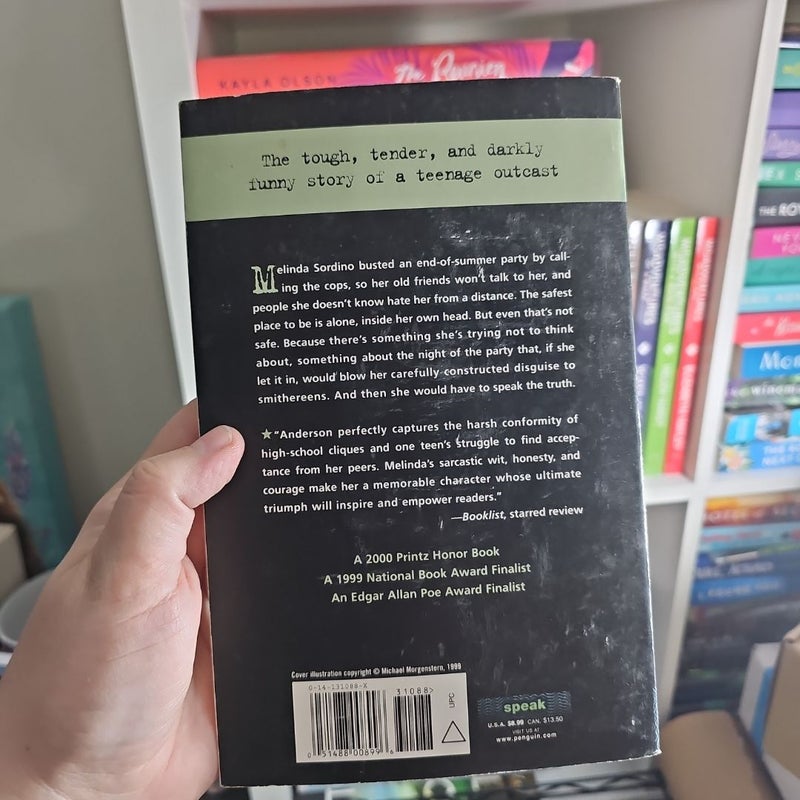 KAYLA OLSON
The Reunion
The tough, tender, and darkly
funny story of a teenage outcast
Melinda Sordino busted an end-of-summer party by call-
ing the cops, so her old friends won't talk to her, and
people she doesn't know hate her from a distance. The safest
place to be is alone, inside her own head. But even that's not
safe. Because there's something she's trying not to think
about, something about the night of the party that, if she
let it in, would blow her carefully constructed disguise to
smithereens. And then she would have to speak the truth.
★"Anderson perfectly captures the harsh conformity of
high-school cliques and one teen's struggle to find accep-
tance from her peers. Melinda's sarcastic wit, honesty, and
courage make her a memorable character whose ultimate
triumph will inspire and empower readers."
—Booklist, starred review
A 2000 Printz Honor Book
A 1999 National Book Award Finalist
An Edgar Allan Poe Award Finalist
Cover illustration copyright © Michael Morgenstern, 1999
0-14-131088-X
31088>
0 51488 00899 6
UPC
speak
U.S.A. $8.99 CAN. $13.50
VISIT US AT
www.penguin.com